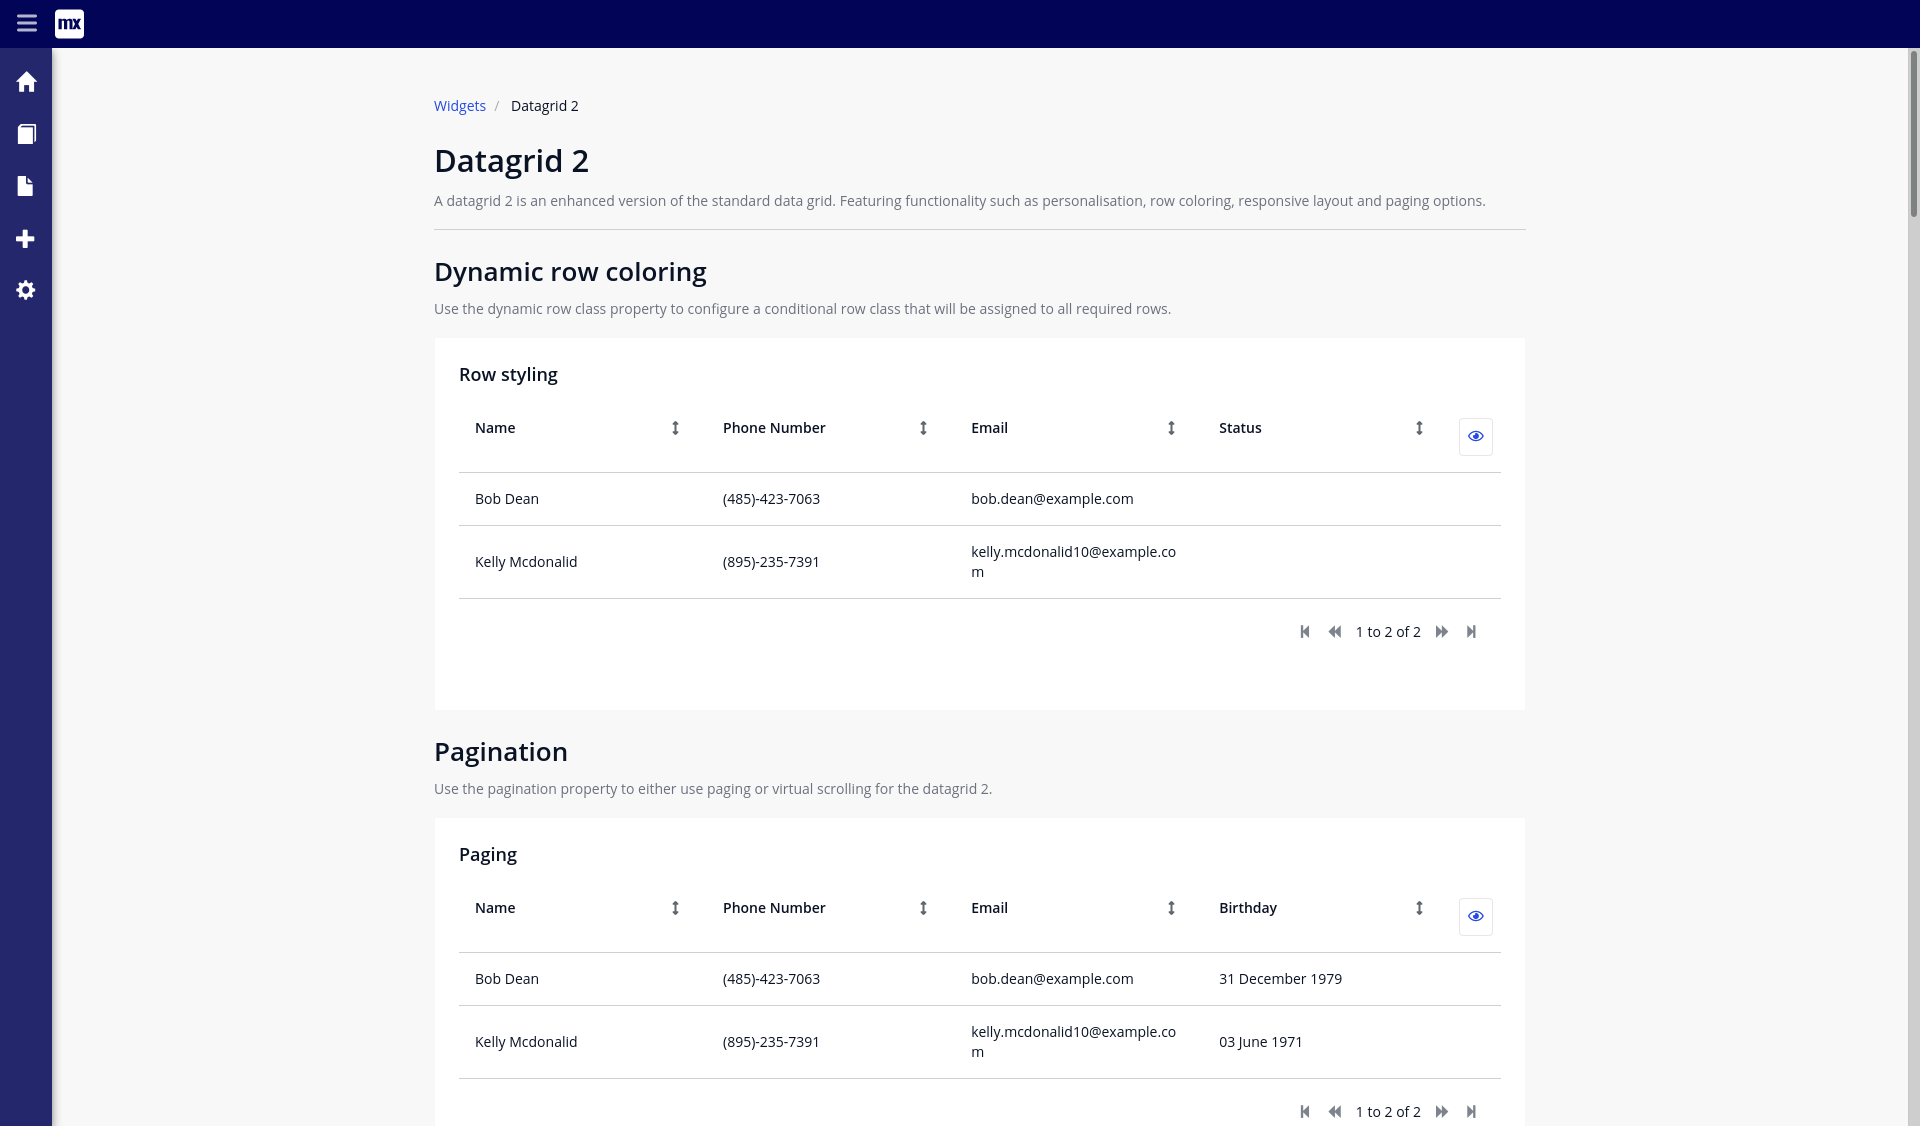 mx
Widgets / Datagrid 2
Datagrid 2
A datagrid 2 is an enhanced version of the standard data grid. Featuring functionality such as personalisation, row coloring, responsive layout and paging options.
Dynamic row coloring
Use the dynamic row class property to configure a conditional row class that will be assigned to all required rows.
Row styling
Name Phone Number Email Status
Bob Dean (485)-423-7063 bob.dean@example.com
Kelly Mcdonalid (895)-235-7391 kelly.mcdonalid10@example.co
m
1 to 2 of 2
Pagination
Use the pagination property to either use paging or virtual scrolling for the datagrid 2.
Paging
Name Phone Number Email Birthday
Bob Dean (485)-423-7063 bob.dean@example.com 31 December 1979
Kelly Mcdonalid (895)-235-7391 kelly.mcdonalid10@example.co 03 June 1971
m
1 to 2 of 2